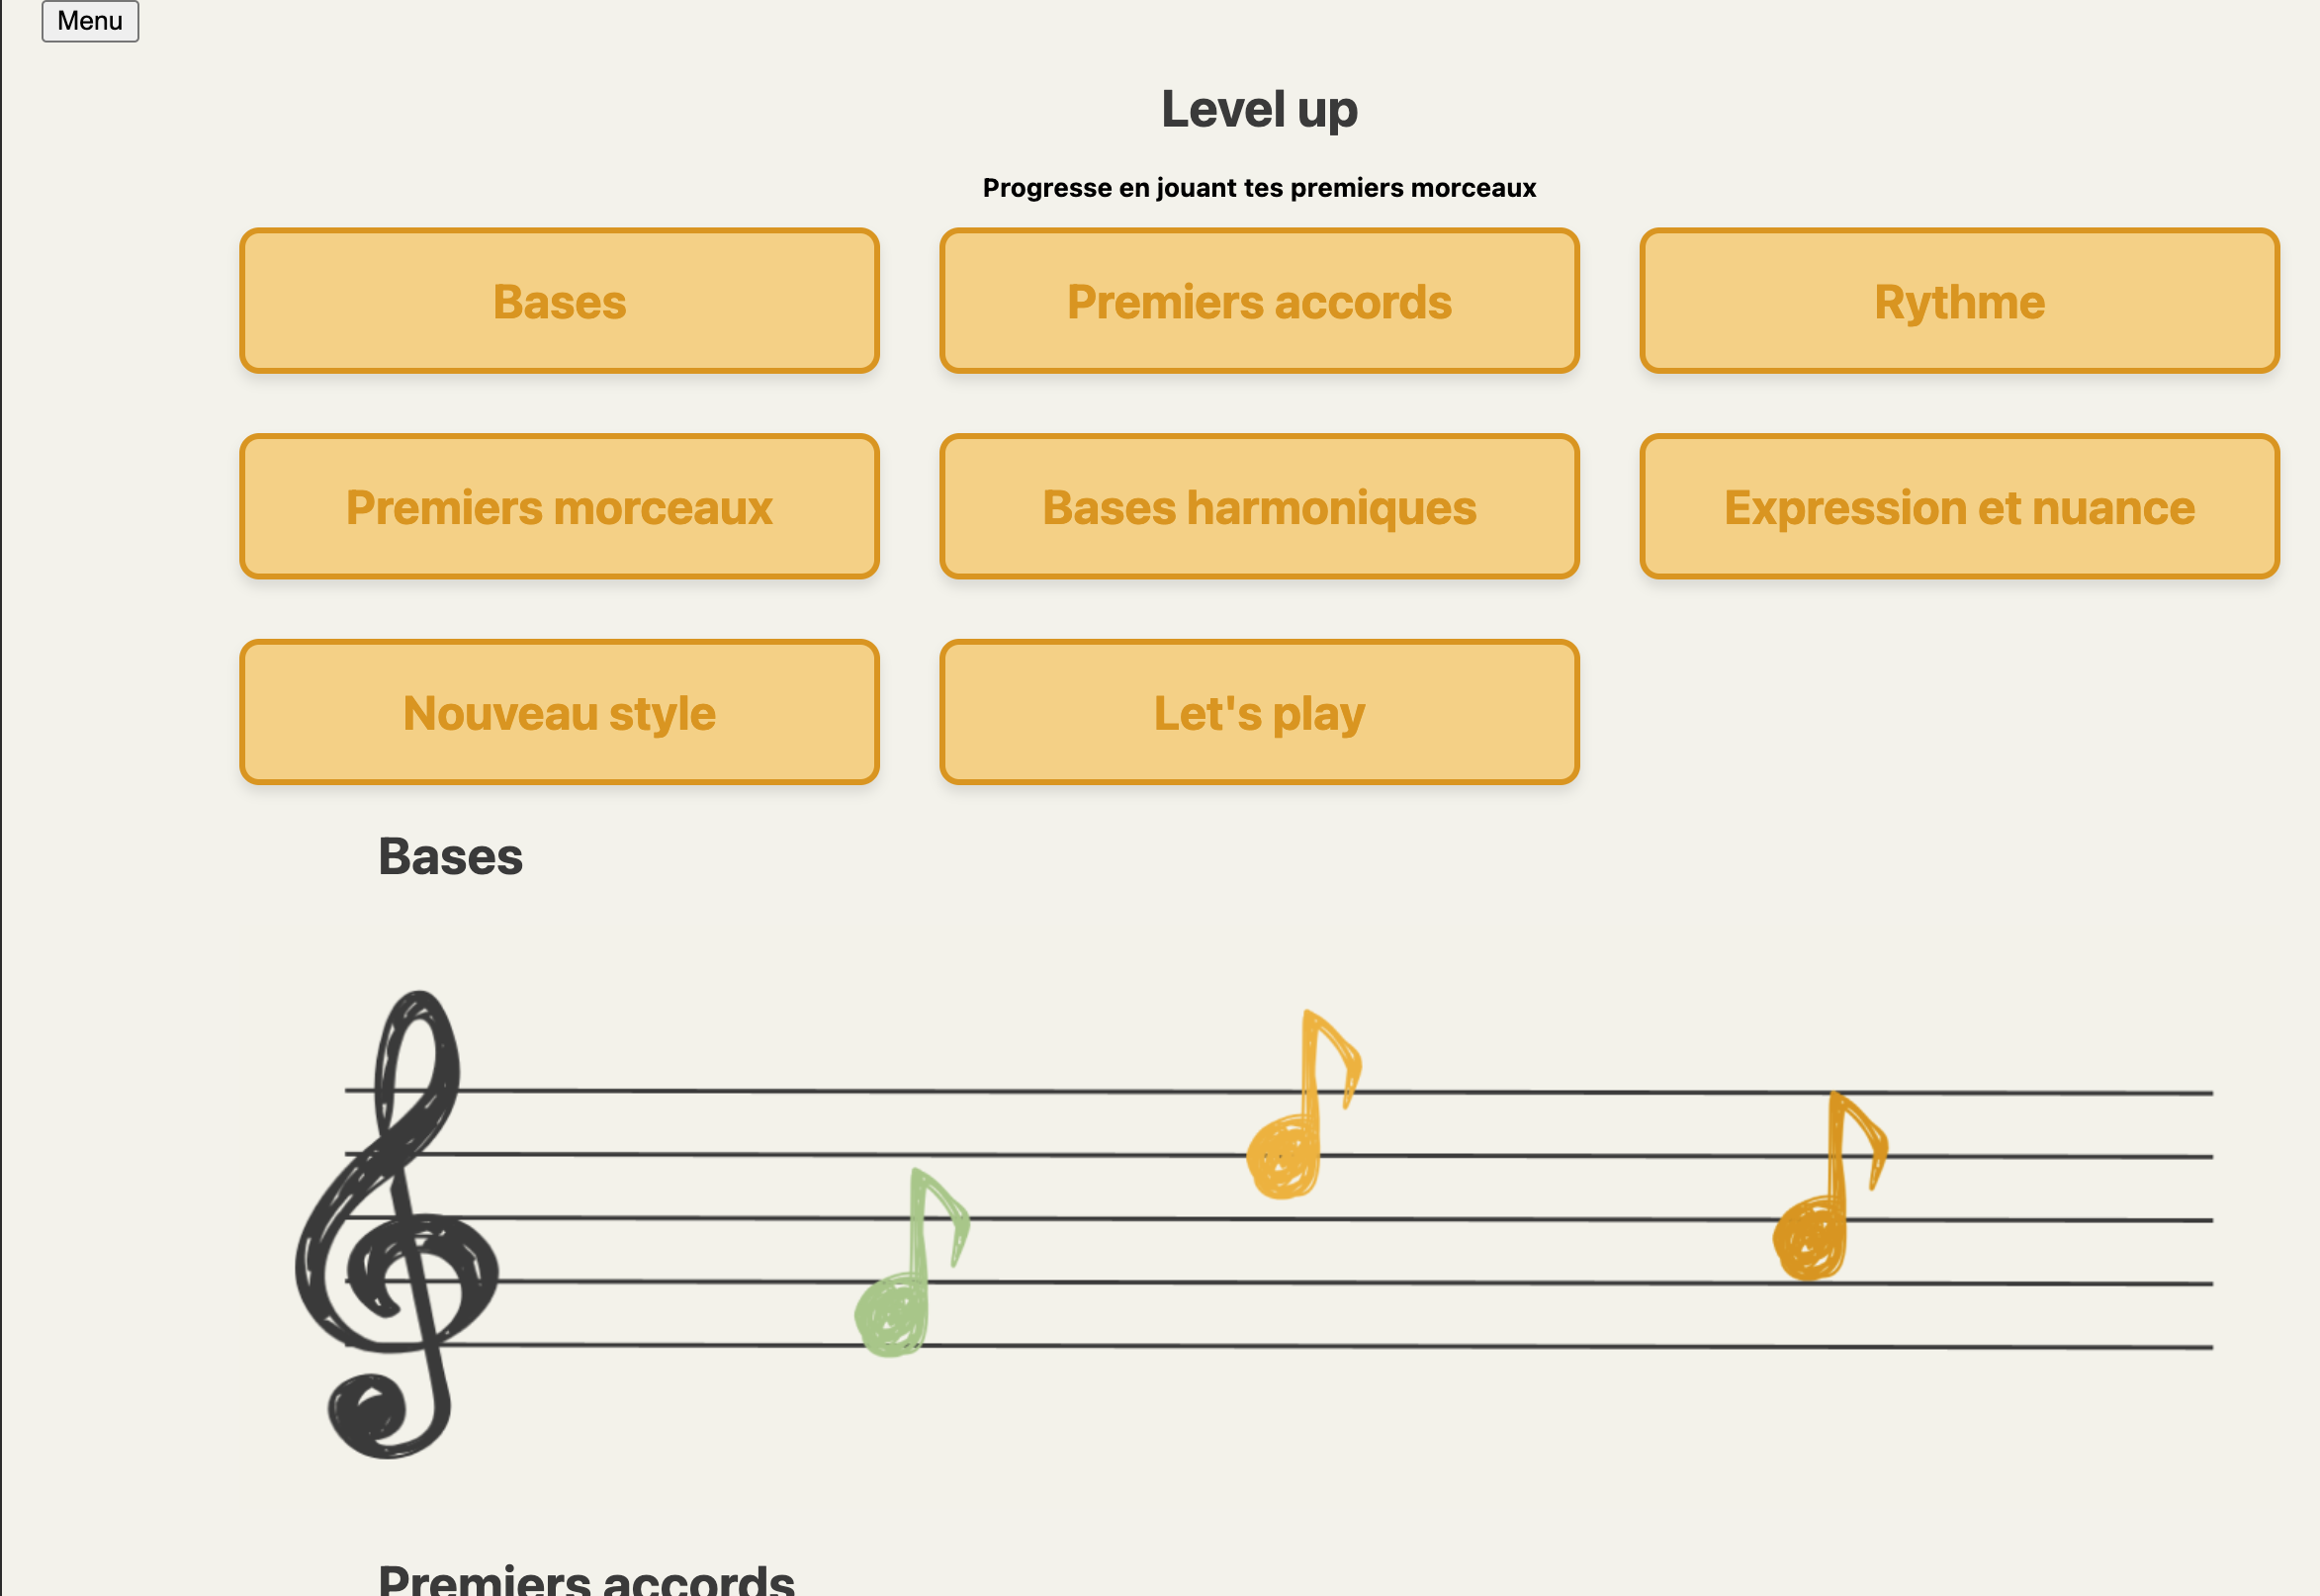 Menu
Level up
Progresse en jouant tes premiers morceaux
Bases
Premiers accords
Rythme
Premiers morceaux
Bases harmoniques
Expression et nuance
Nouveau style
Let's play
Bases
Premiers accords